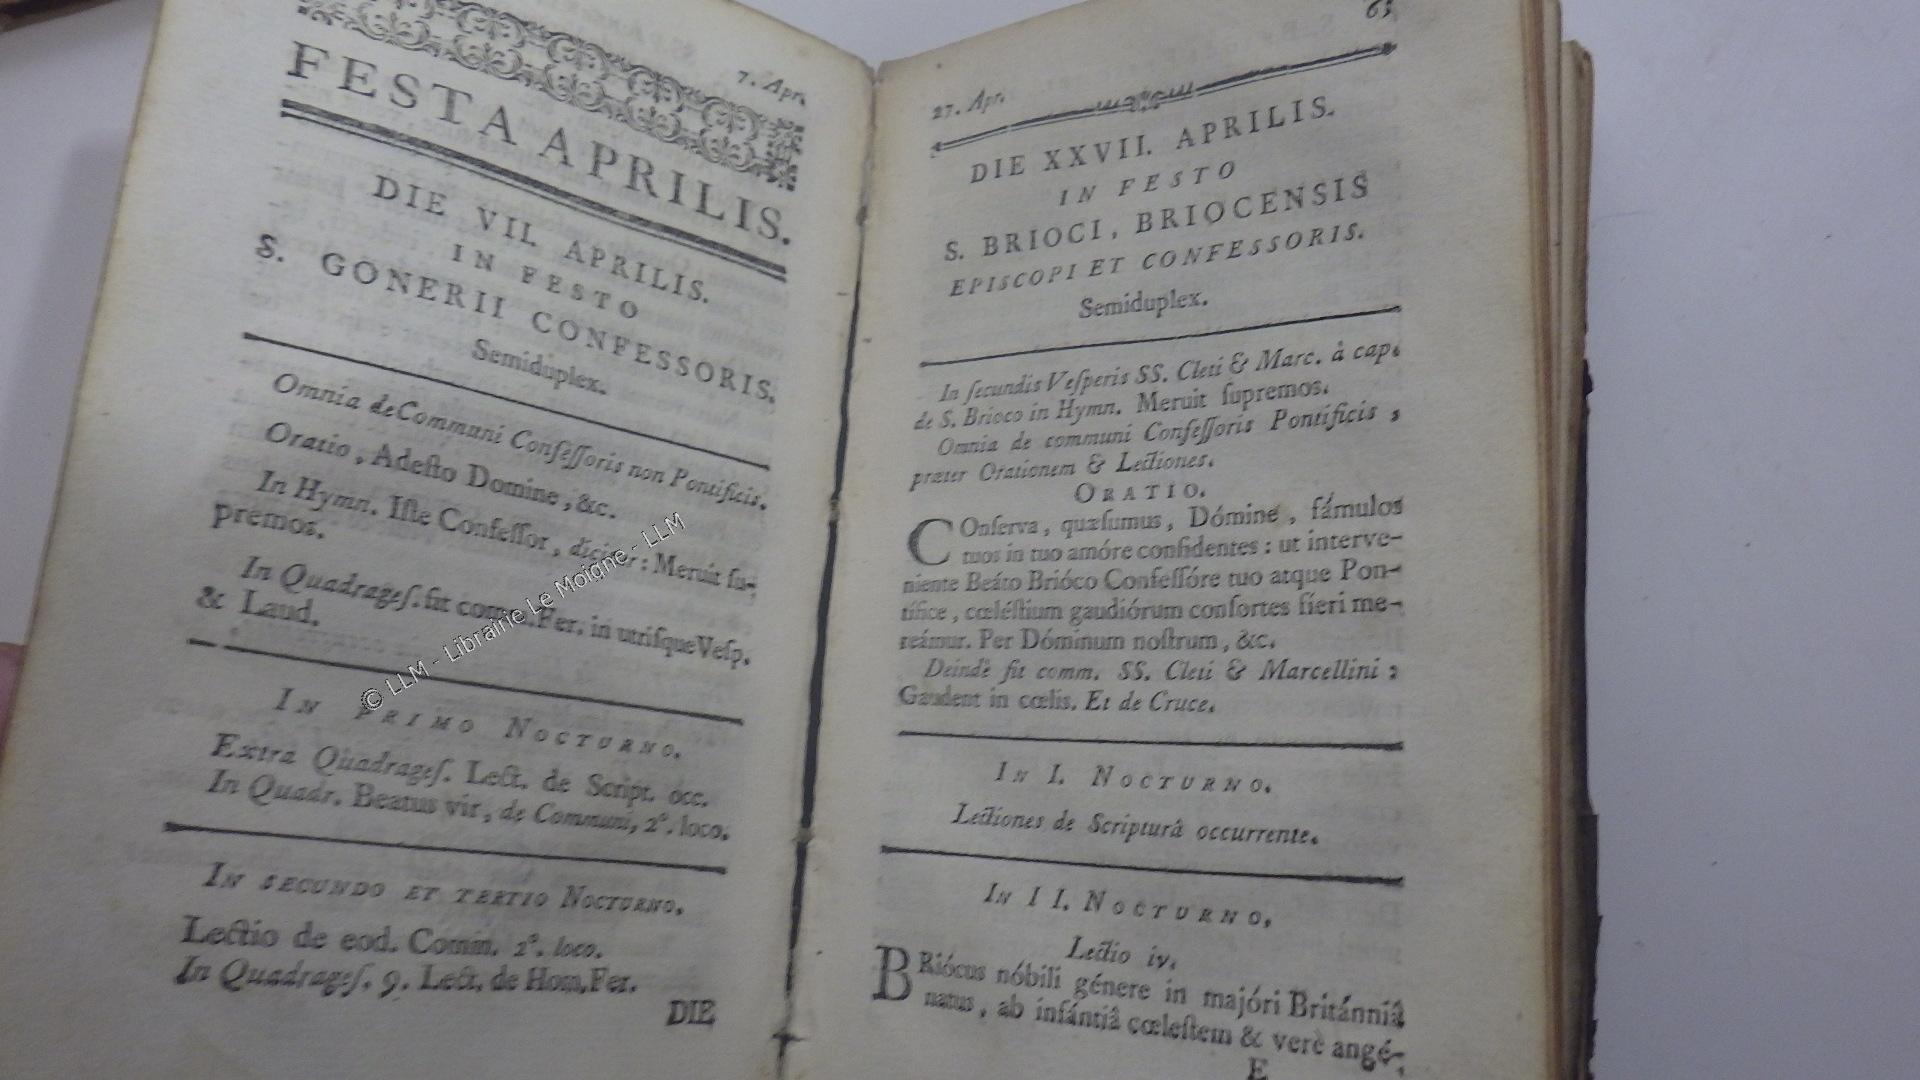 7. Apr.
FESTA APRILIS.
DIE VII. APRILIS.
IN FESTO
S. GONERII CONFESSORIS.
Semiduplex.
Omnia de Communi Confeſſoris non Pontificis.
Oratio, Adeſto Domine, &c.
In Hymn. Iſte Confeſſor, dicitur: Meruit ſu-
premos.
In Quadrageſ. fit comm. Fer. in utriſque Veſp.
& Laud.
IN PRIMO NOCTURNO.
Extra Quadrageſ. Lect. de Script. occ.
In Quadr. Beatus vir, de Communi, 2°. loco.
IN SECUNDO ET TERTIO NOCTURNO.
Lectio de eod. Comm. 2°. loco.
In Quadrageſ. 9. Lect. de Hom. Fer.
DIE
© LLM - Librairie Le Moigne - LLM
65
27. Apr.
DIE XXVII. APRILIS.
IN FESTO
S. BRIOCI, BRIOCENSIS
EPISCOPI ET CONFESSORIS.
Semiduplex.
In ſecundis Veſperis SS. Cleti & Marc. à cap.
de S. Brioco in Hymn. Meruit ſupremos.
Omnia de communi Confeſſoris Pontificis,
præter Orationem & Lectiones.
ORATIO.
COnſerva, quæſumus, Dómine, fámulos
tuos in tuo amóre confidentes: ut interve-
niente Beáto Brióco Confeſſóre tuo atque Pon-
tífice, cœléſtium gaudiórum conſortes fíeri me-
reámur. Per Dóminum noſtrum, &c.
Deindè fit comm. SS. Cleti & Marcellini:
Gaudent in cœlis. Et de Cruce.
IN I. NOCTURNO.
Lectiones de Scripturâ occurrente.
IN II. NOCTURNO.
Lectio iv.
BRiócus nóbili génere in majóri Británniâ
natus, ab infántiâ cœleſtem & verè angé-
E